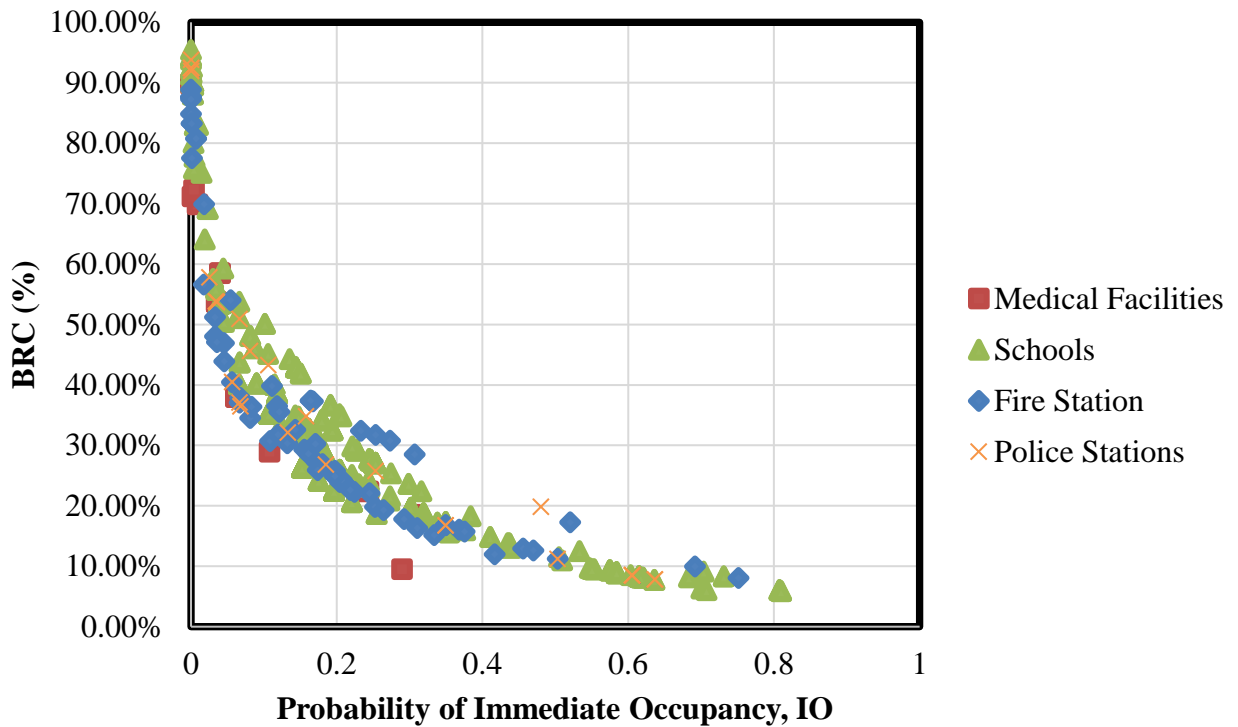 100.00%
90.00%
80.00%
70.00%
60.00%
50.00%
40.00%
30.00%
20.00%
10.00%
0.00%
BRC (%)
0 0.2 0.4 0.6 0.8 1
Probability of Immediate Occupancy, IO
Medical Facilities
Schools
Fire Station
Police Stations